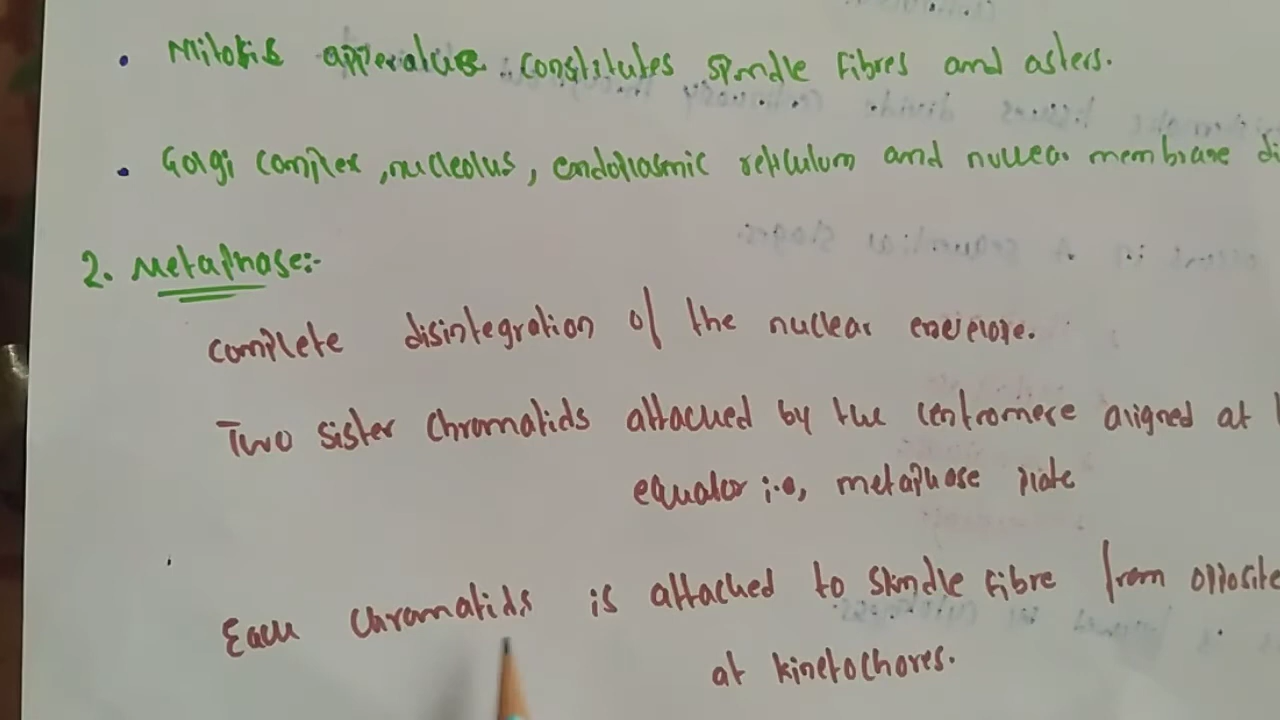 • Mitotic apperatus constitutes spindle fibres and asters.
• Golgi complex, nucleolus, endoplasmic reticulum and nuclear membrane di
2. Metaphase:-
complete disintegration of the nuclear envelope.
Two sister chromatids attached by the centromere aligned at
equator i.e, metaphase plate
Each chromatids is attached to spindle fibre from opposite
at kinetochores.